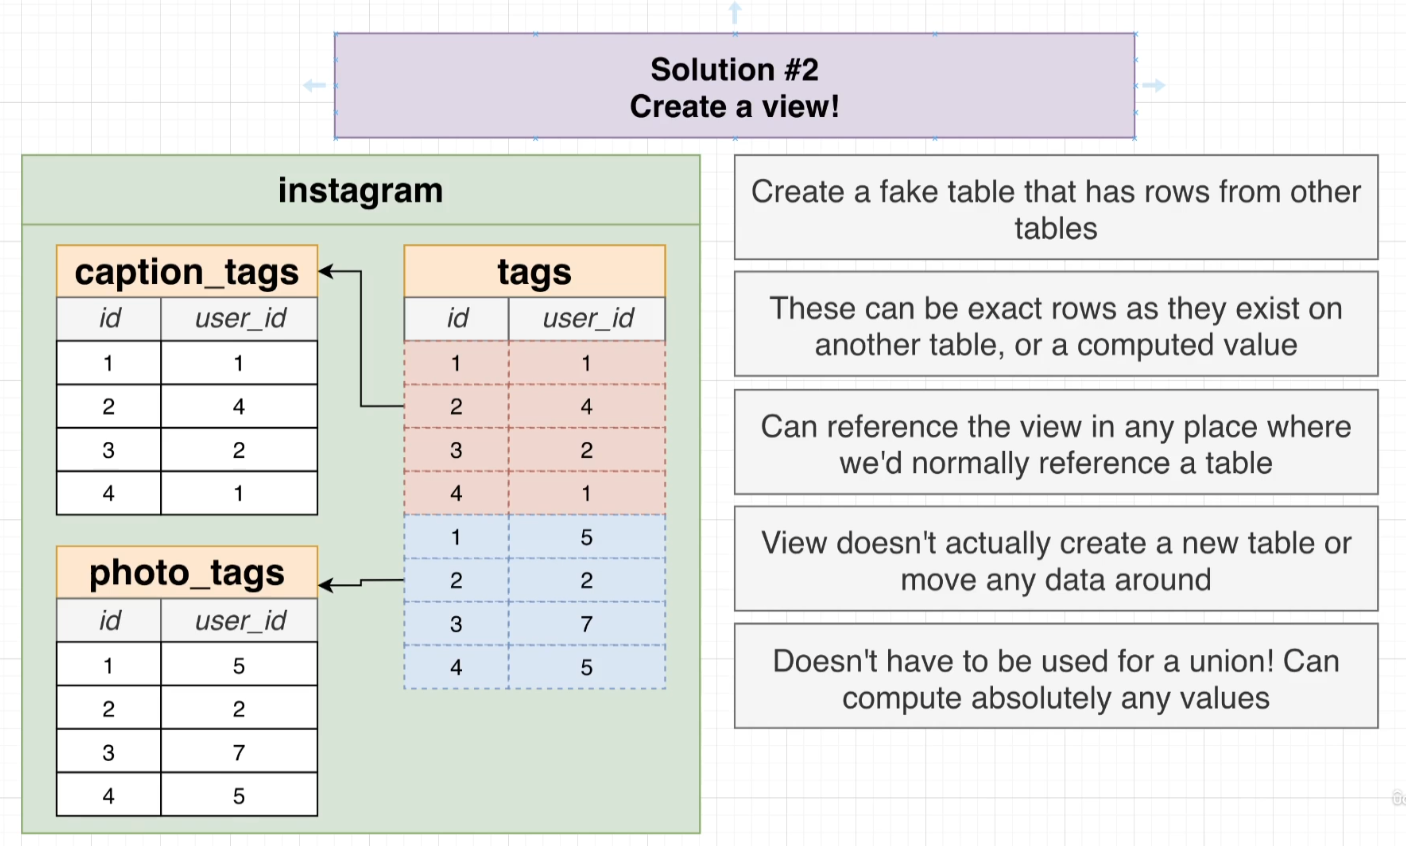 Solution #2
Create a view!
instagram
caption_tags
id user_id
1 1
2 4
3 2
4 1
photo_tags
id user_id
1 5
2 2
3 7
4 5
tags
id user_id
1 1
2 4
3 2
4 1
1 5
2 2
3 7
4 5
Create a fake table that has rows from other
tables
These can be exact rows as they exist on
another table, or a computed value
Can reference the view in any place where
we'd normally reference a table
View doesn't actually create a new table or
move any data around
Doesn't have to be used for a union! Can
compute absolutely any values